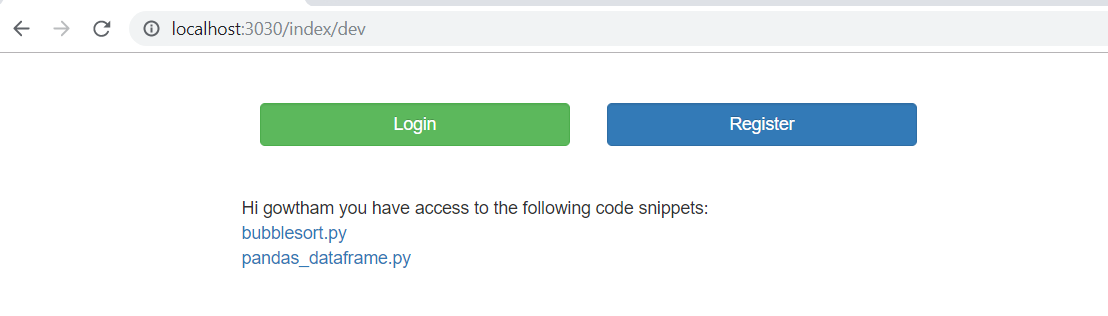 localhost:3030/index/dev
Login Register
Hi gowtham you have access to the following code snippets:
bubblesort.py
pandas_dataframe.py